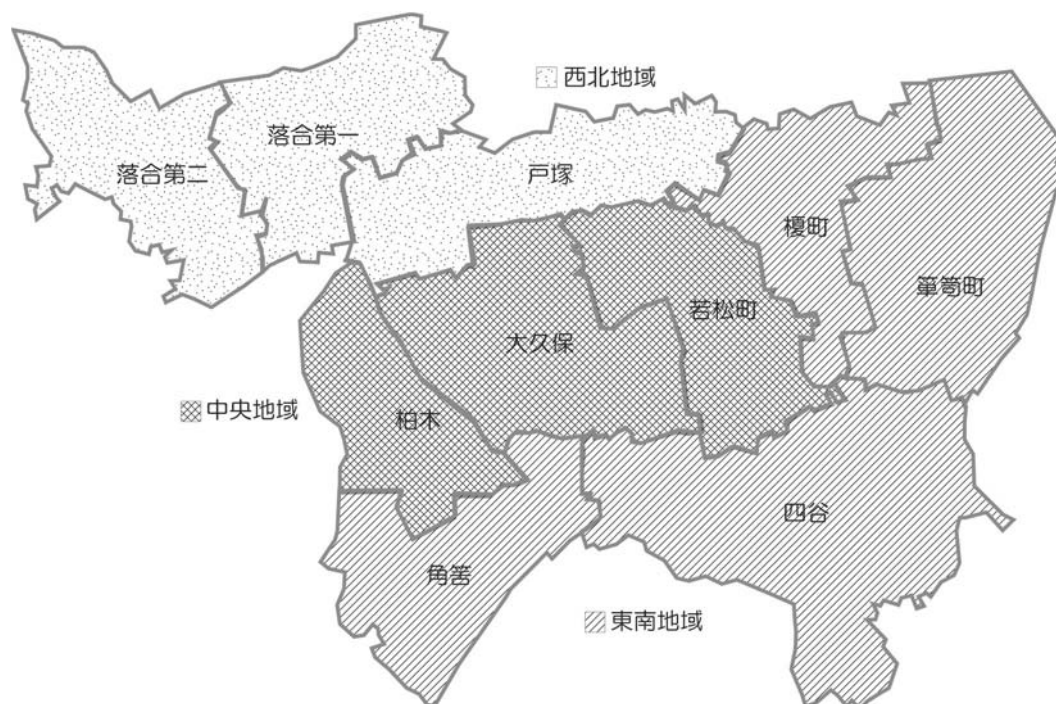 西北地域
落合第一
落合第二
戸塚
榎町
箪笥町
若松町
大久保
中央地域
柏木
四谷
角筈
東南地域